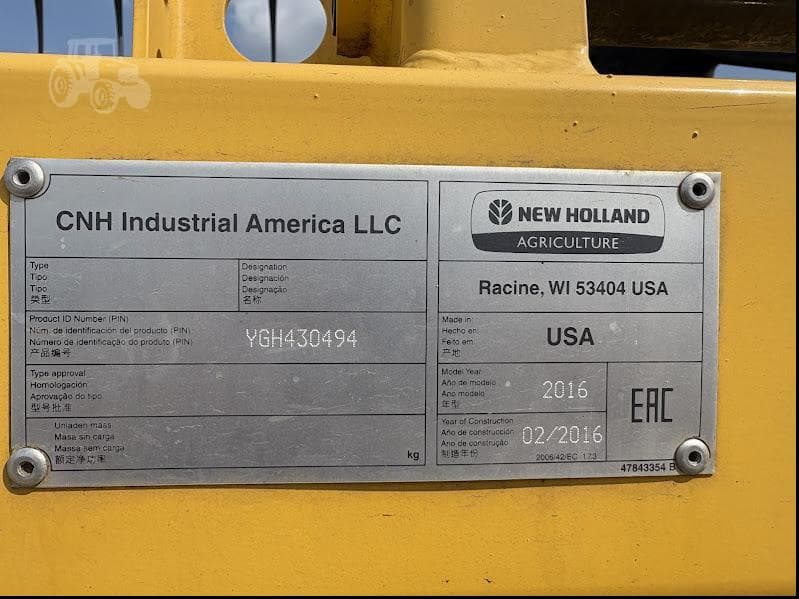 CNH Industrial America LLC
NEW HOLLAND
AGRICULTURE
Racine, WI 53404 USA
Type
Tipo
Tipo
类型
Designation
Designación
Designação
名称
Product ID Number (PIN)
Núm. de identificación del producto (PIN)
Número de identificação do produto (PIN)
产品编号
YGH430494
Made in:
Hecho en:
Feito em:
产地
USA
Type approval
Homologación
Aprovação do tipo
型号批准
Model Year
Año de modelo
Ano modelo
年型
2016
EAC
Unladen mass
Masa sin carga
Massa sem carga
额定净功率
kg
Year of Construction
Año de construcción
Ano de construção
制造年份
02/2016
2006/42/EC 1.7.3
47843354 B